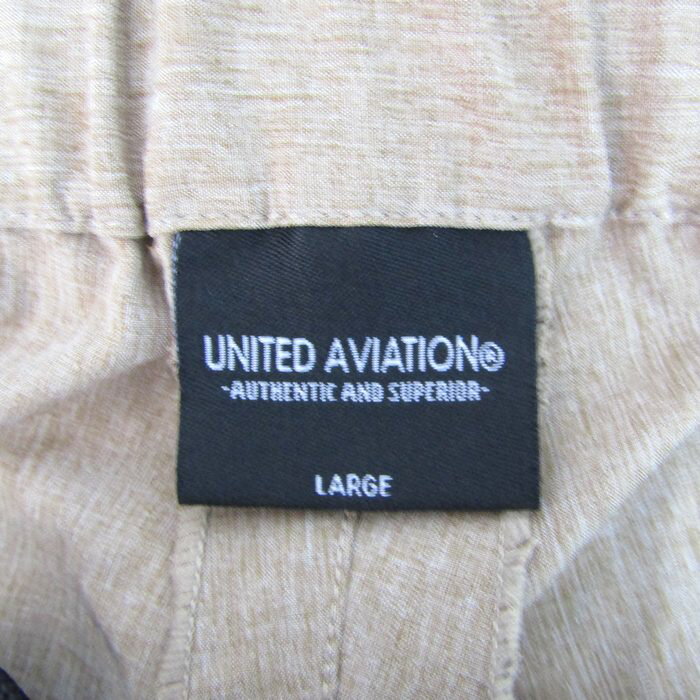 UNITED AVIATION®
-AUTHENTIC AND SUPERIOR-
LARGE